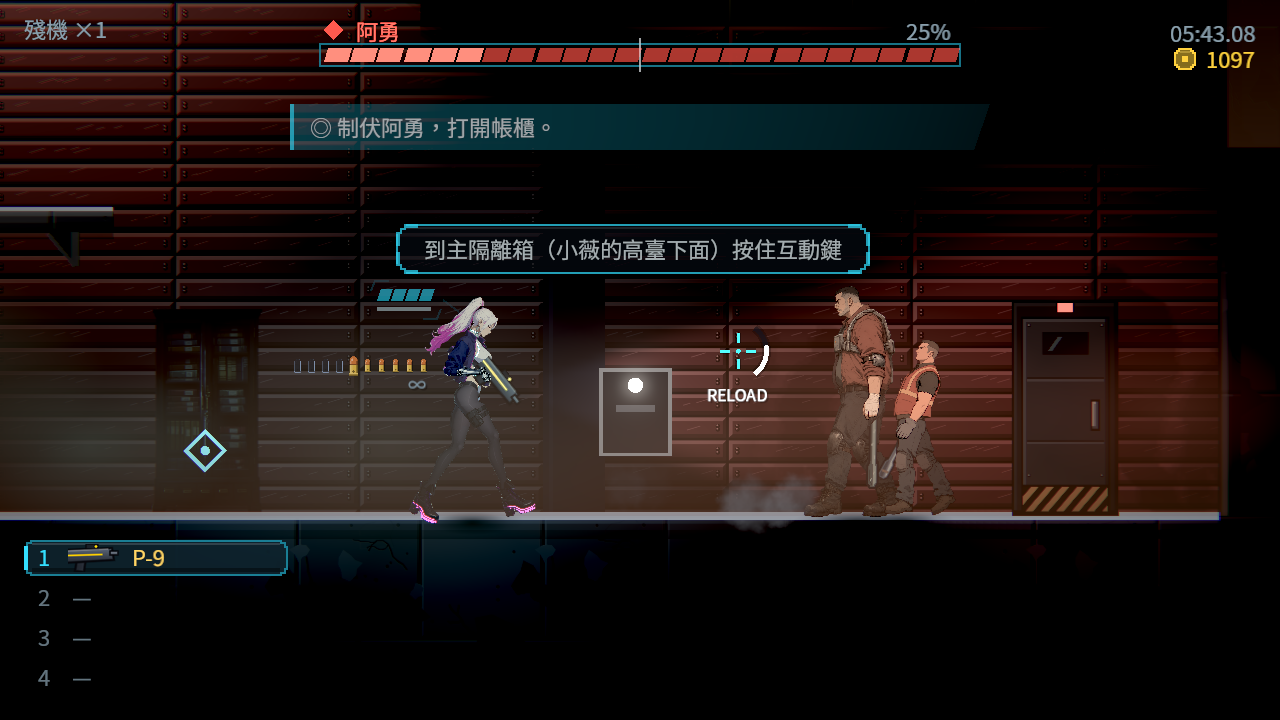 殘機 ×1
阿勇
25%
05:43.08
1097
◎ 制伏阿勇，打開帳櫃。
到主隔離箱（小薇的高臺下面）按住互動鍵
∞
RELOAD
1 P-9
2 —
3 —
4 —